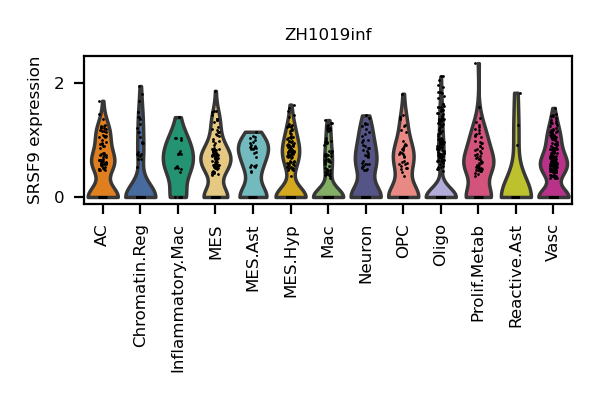 ZH1019inf
SRSF9 expression
2
0
AC
Chromatin.Reg
Inflammatory.Mac
MES
MES.Ast
MES.Hyp
Mac
Neuron
OPC
Oligo
Prolif.Metab
Reactive.Ast
Vasc